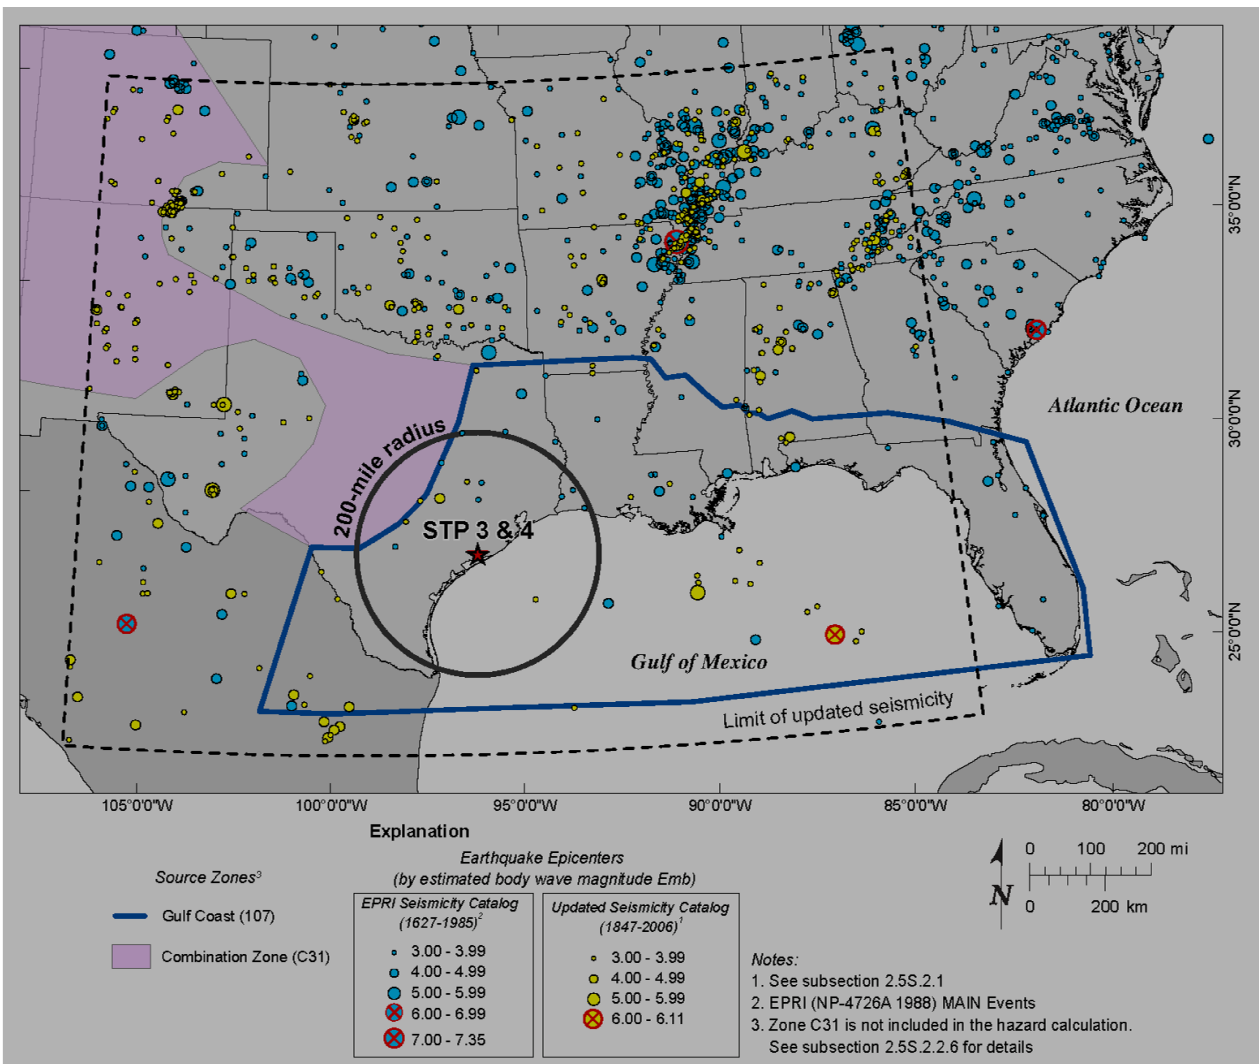 35°0'0"N
Atlantic Ocean
30°0'0"N
200-mile radius
STP 3 & 4
Gulf of Mexico
25°0'0"N
Limit of updated seismicity
105°0'0"W 100°0'0"W 95°0'0"W 90°0'0"W 85°0'0"W 80°0'0"W
Explanation
Source Zones³
Gulf Coast (107)
Combination Zone (C31)
Earthquake Epicenters
(by estimated body wave magnitude Emb)
EPRI Seismicity Catalog
(1627-1985)²
3.00 - 3.99
4.00 - 4.99
5.00 - 5.99
6.00 - 6.99
7.00 - 7.35
Updated Seismicity Catalog
(1847-2006)¹
3.00 - 3.99
4.00 - 4.99
5.00 - 5.99
6.00 - 6.11
N
0 100 200 mi
0 200 km
Notes:
1. See subsection 2.5S.2.1
2. EPRI (NP-4726A 1988) MAIN Events
3. Zone C31 is not included in the hazard calculation.
See subsection 2.5S.2.2.6 for details